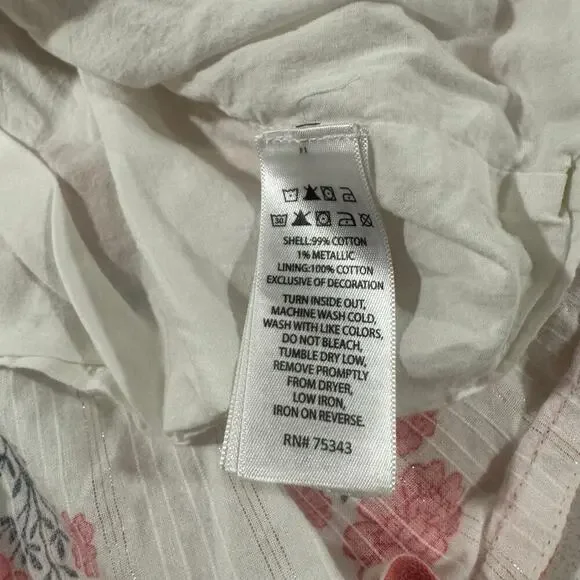 30
SHELL:99% COTTON
1% METALLIC
LINING:100% COTTON
EXCLUSIVE OF DECORATION
TURN INSIDE OUT,
MACHINE WASH COLD,
WASH WITH LIKE COLORS,
DO NOT BLEACH,
TUMBLE DRY LOW,
REMOVE PROMPTLY
FROM DRYER,
LOW IRON,
IRON ON REVERSE.
RN# 75343